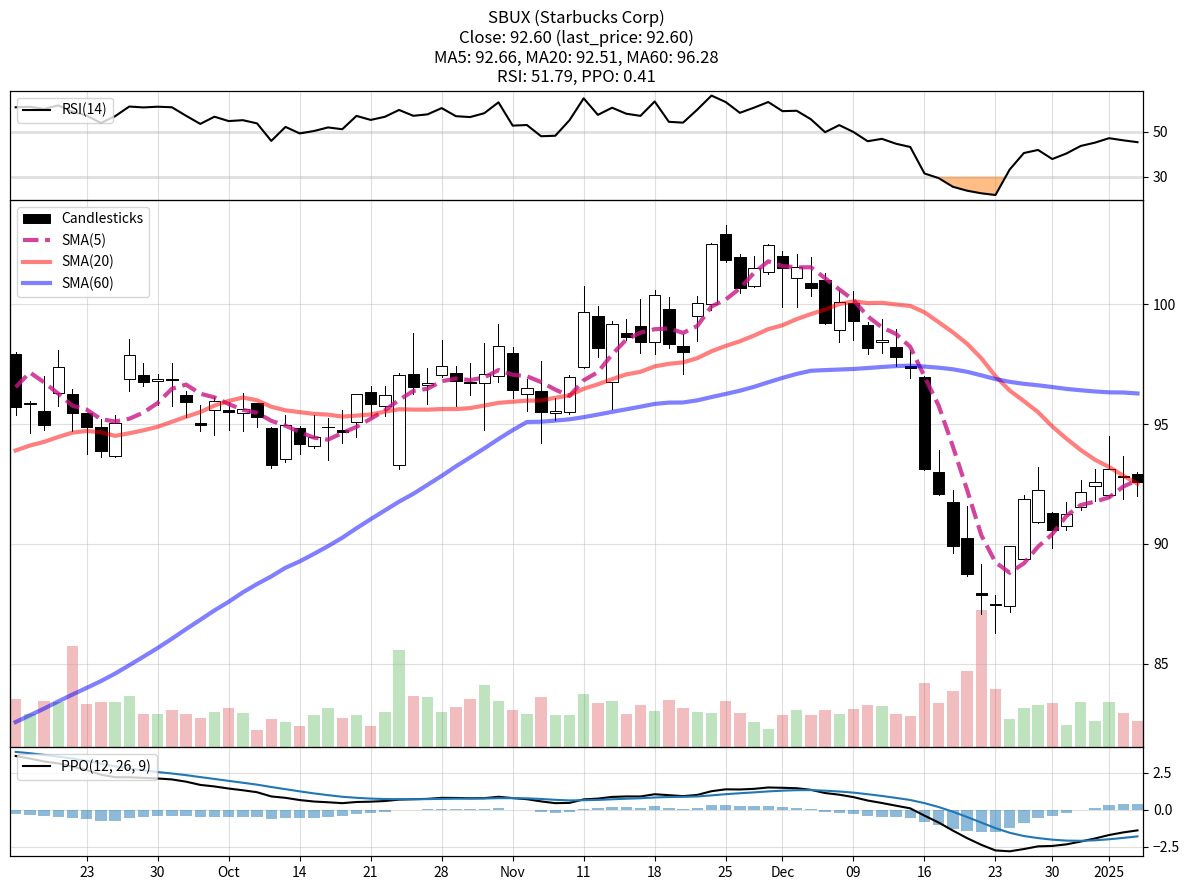 SBUX (Starbucks Corp)
Close: 92.60 (last_price: 92.60)
MA5: 92.66, MA20: 92.51, MA60: 96.28
RSI: 51.79, PPO: 0.41
RSI(14)
50
30
Candlesticks
SMA(5)
SMA(20)
SMA(60)
100
95
90
85
PPO(12, 26, 9)
2.5
0.0
−2.5
23 30 Oct 14 21 28 Nov 11 18 25 Dec 09 16 23 30 2025